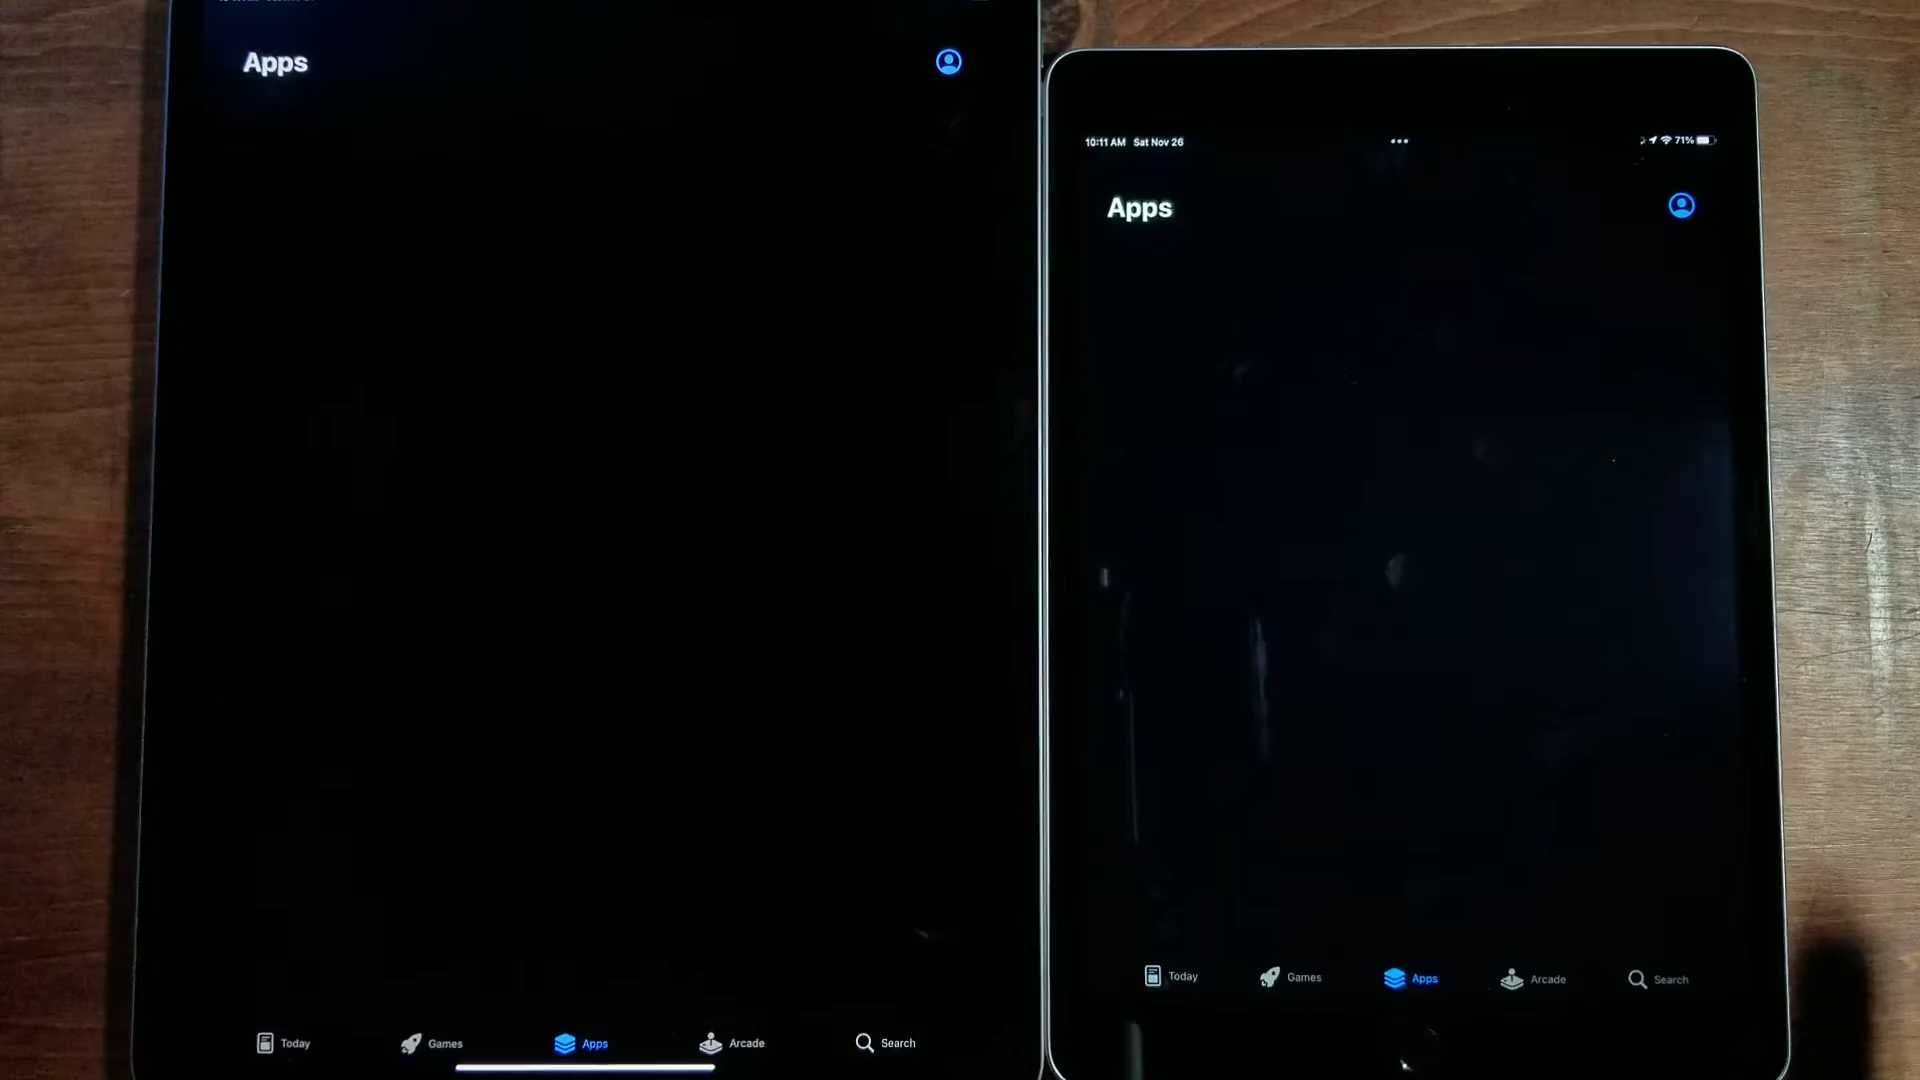 Apps
Today
Games
Apps
Arcade
Search
10:11 AM Sat Nov 26
71%
Apps
Today
Games
Apps
Arcade
Search